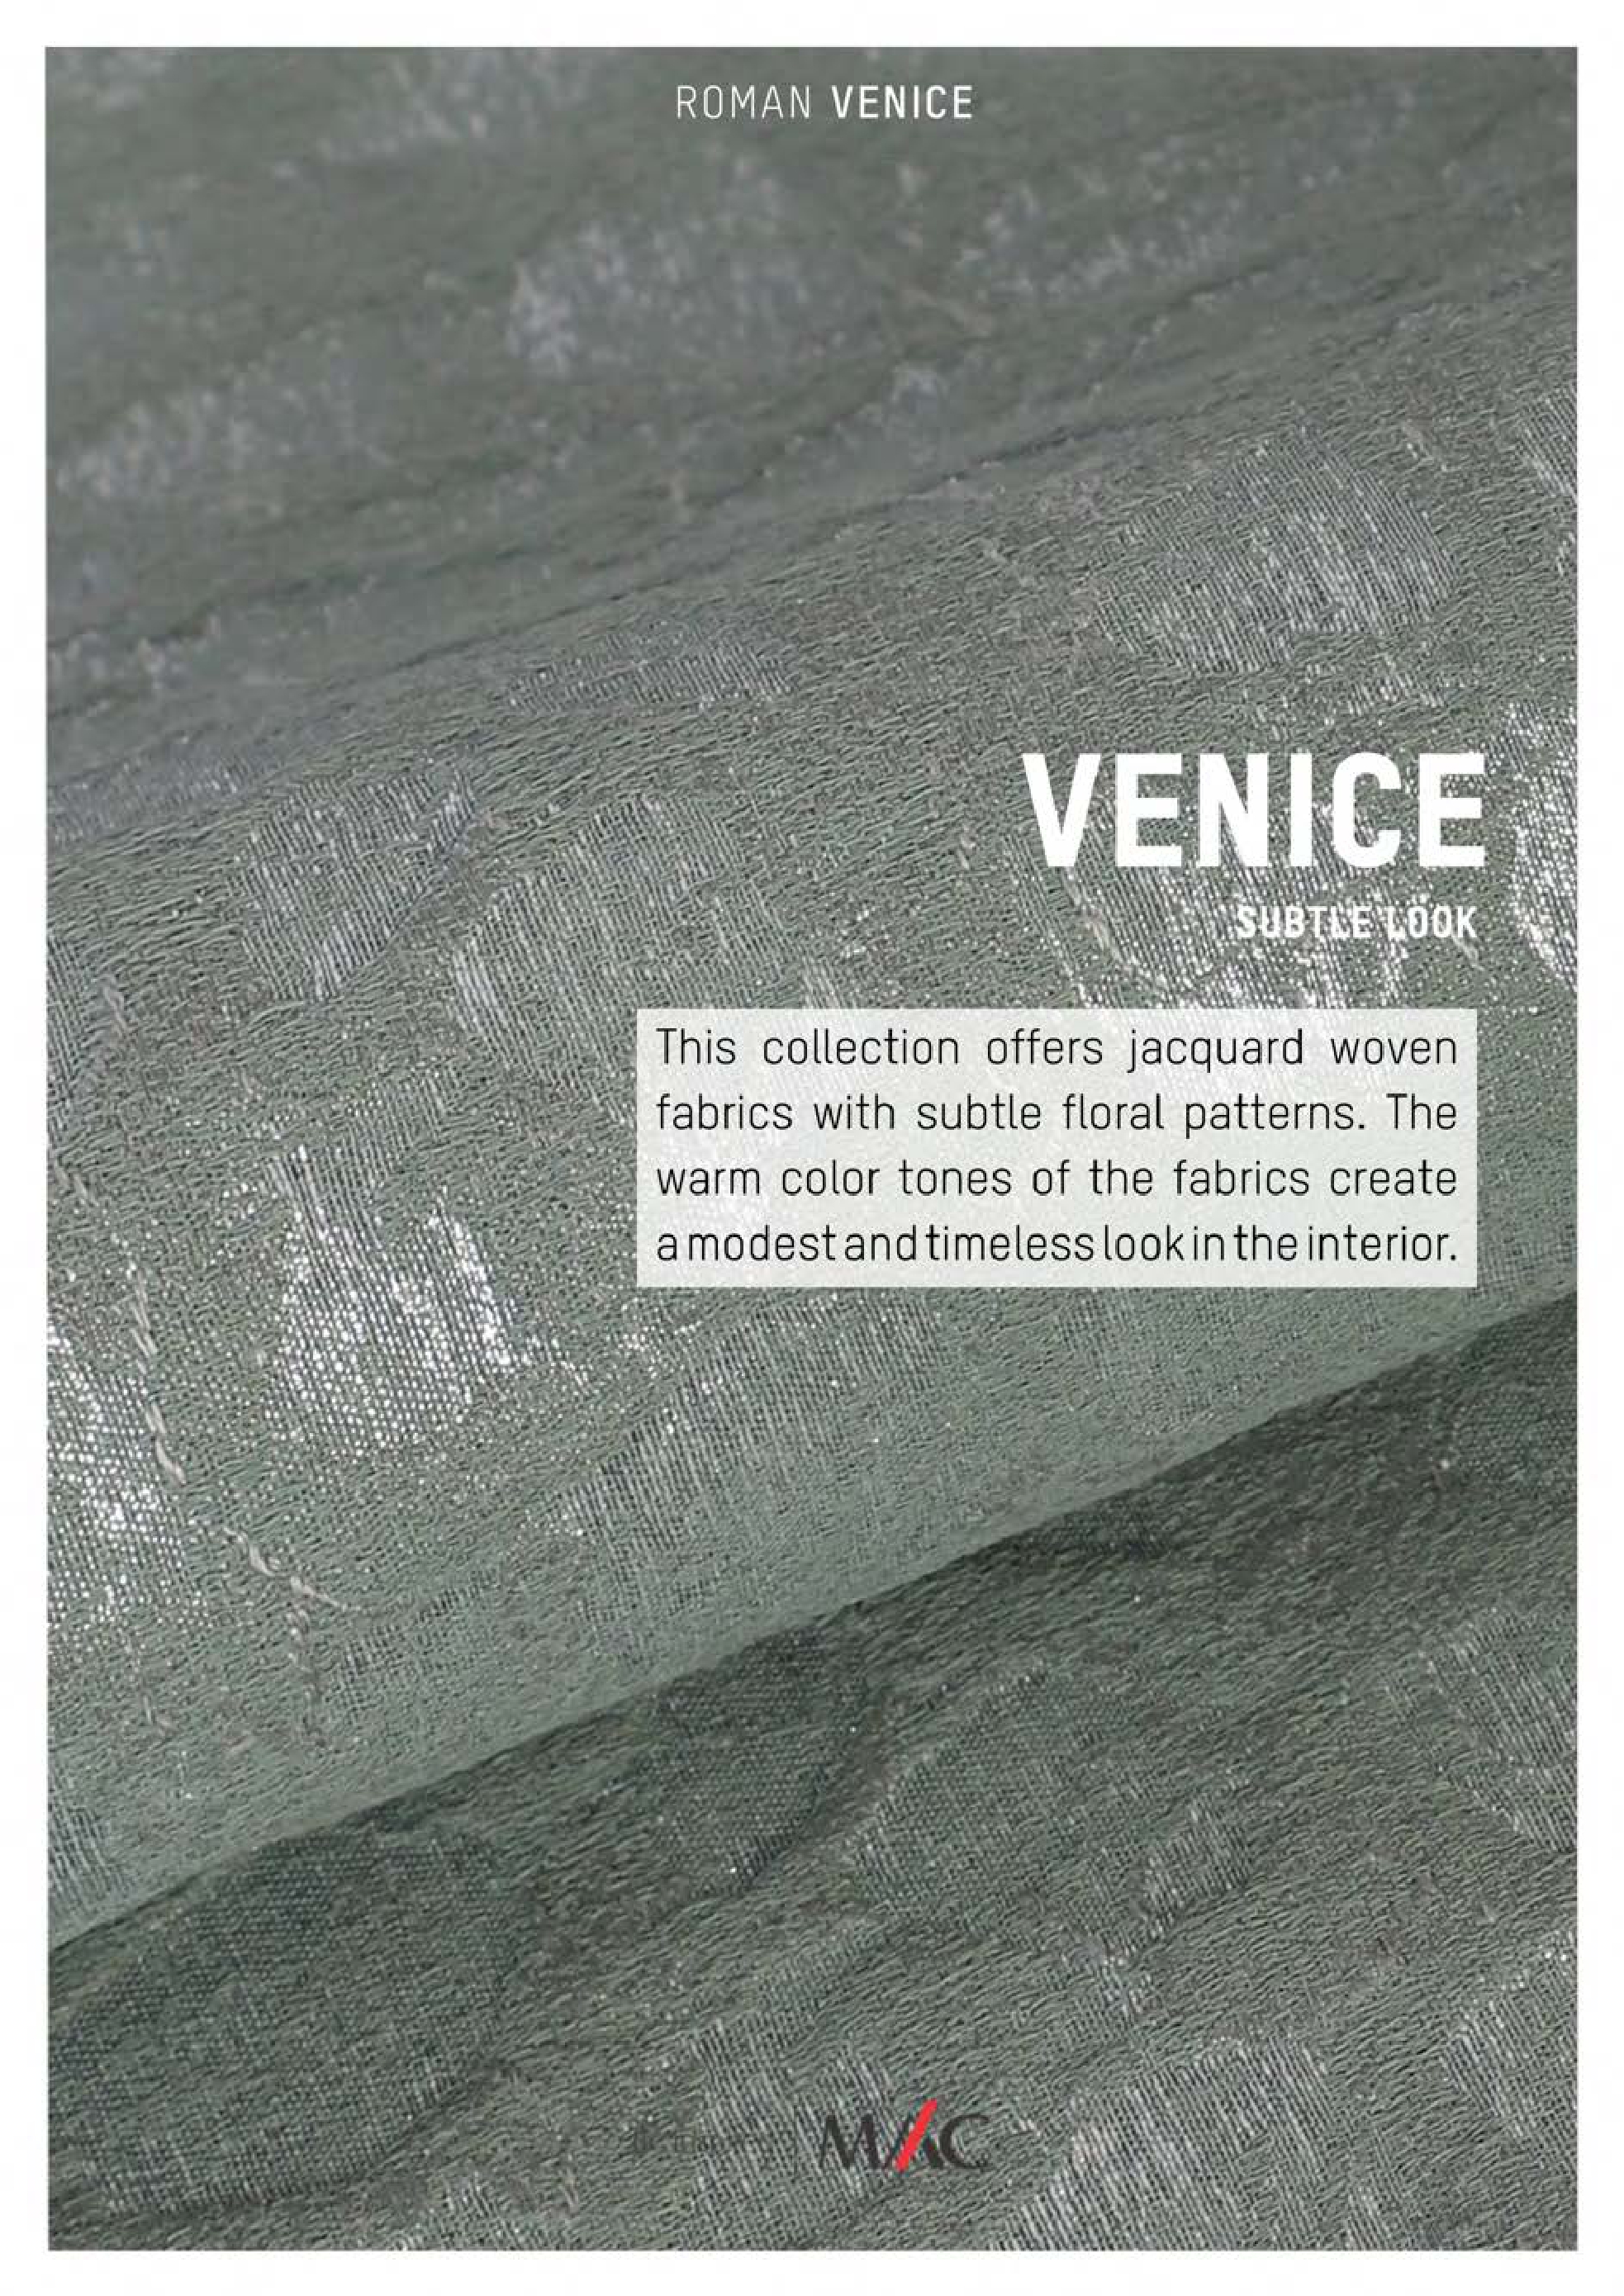 ROMAN VENICE
VENICE
SUBTLE LOOK
This collection offers jacquard woven
fabrics with subtle floral patterns. The
warm color tones of the fabrics create
a modest and timeless look in the interior.
MAC